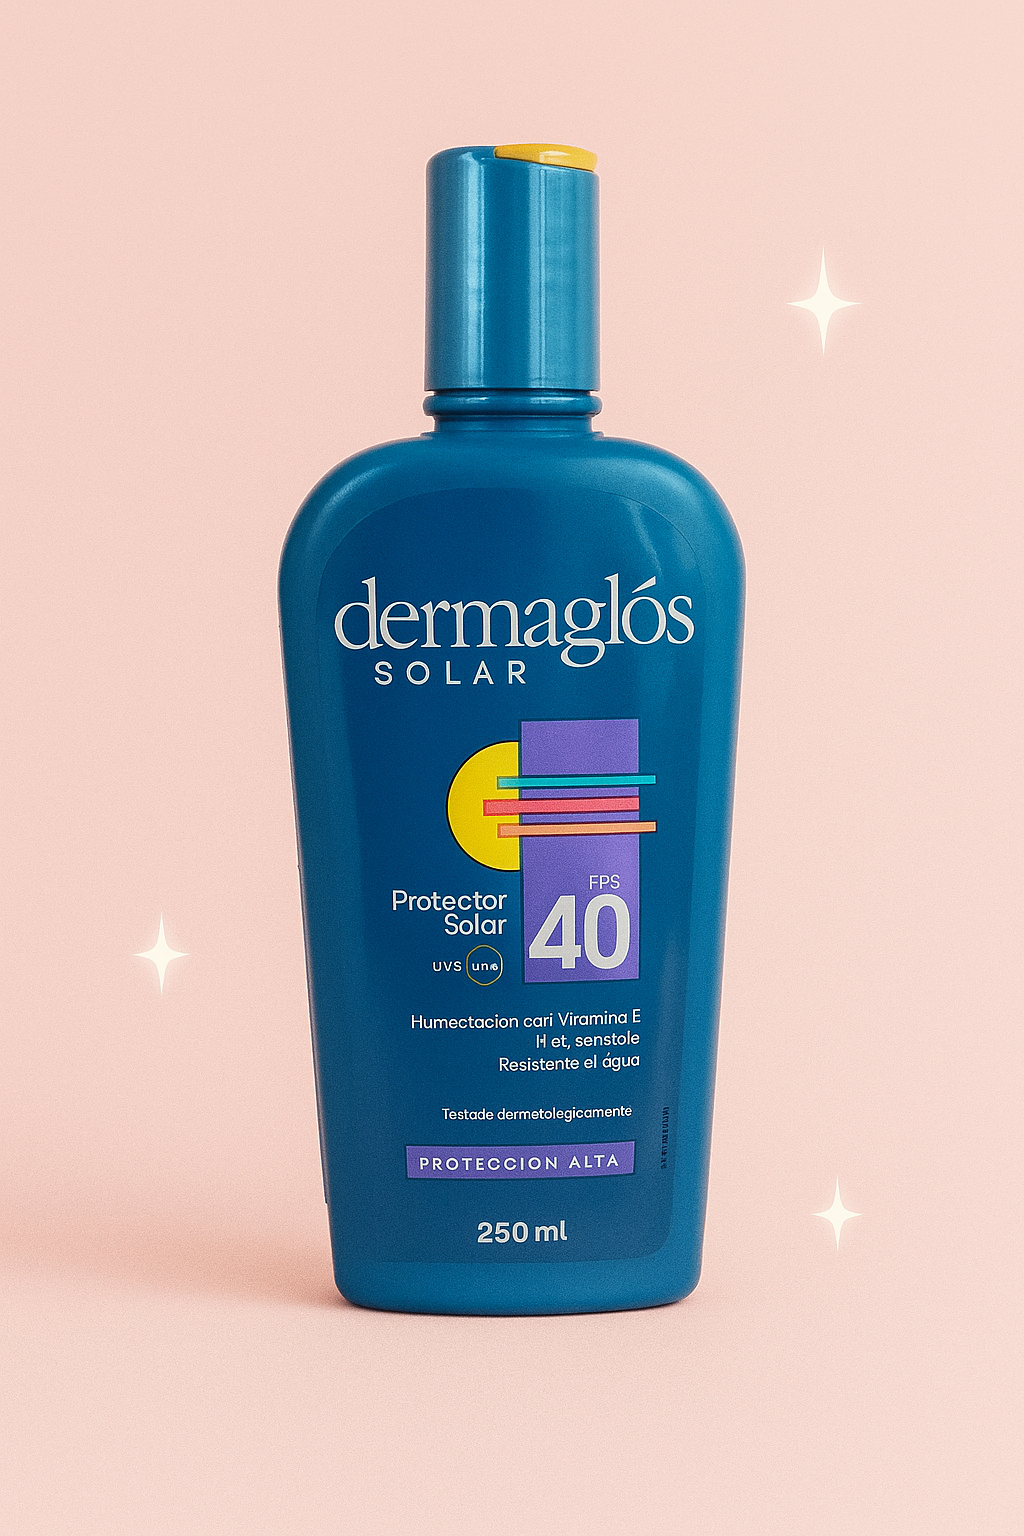 dermaglós
SOLAR
FPS
40
Protector
Solar
UVS una
Humectacion cari Viramina E
H et, senstole
Resistente el água
Testade dermetolegicamente
PROTECCION ALTA
250 ml